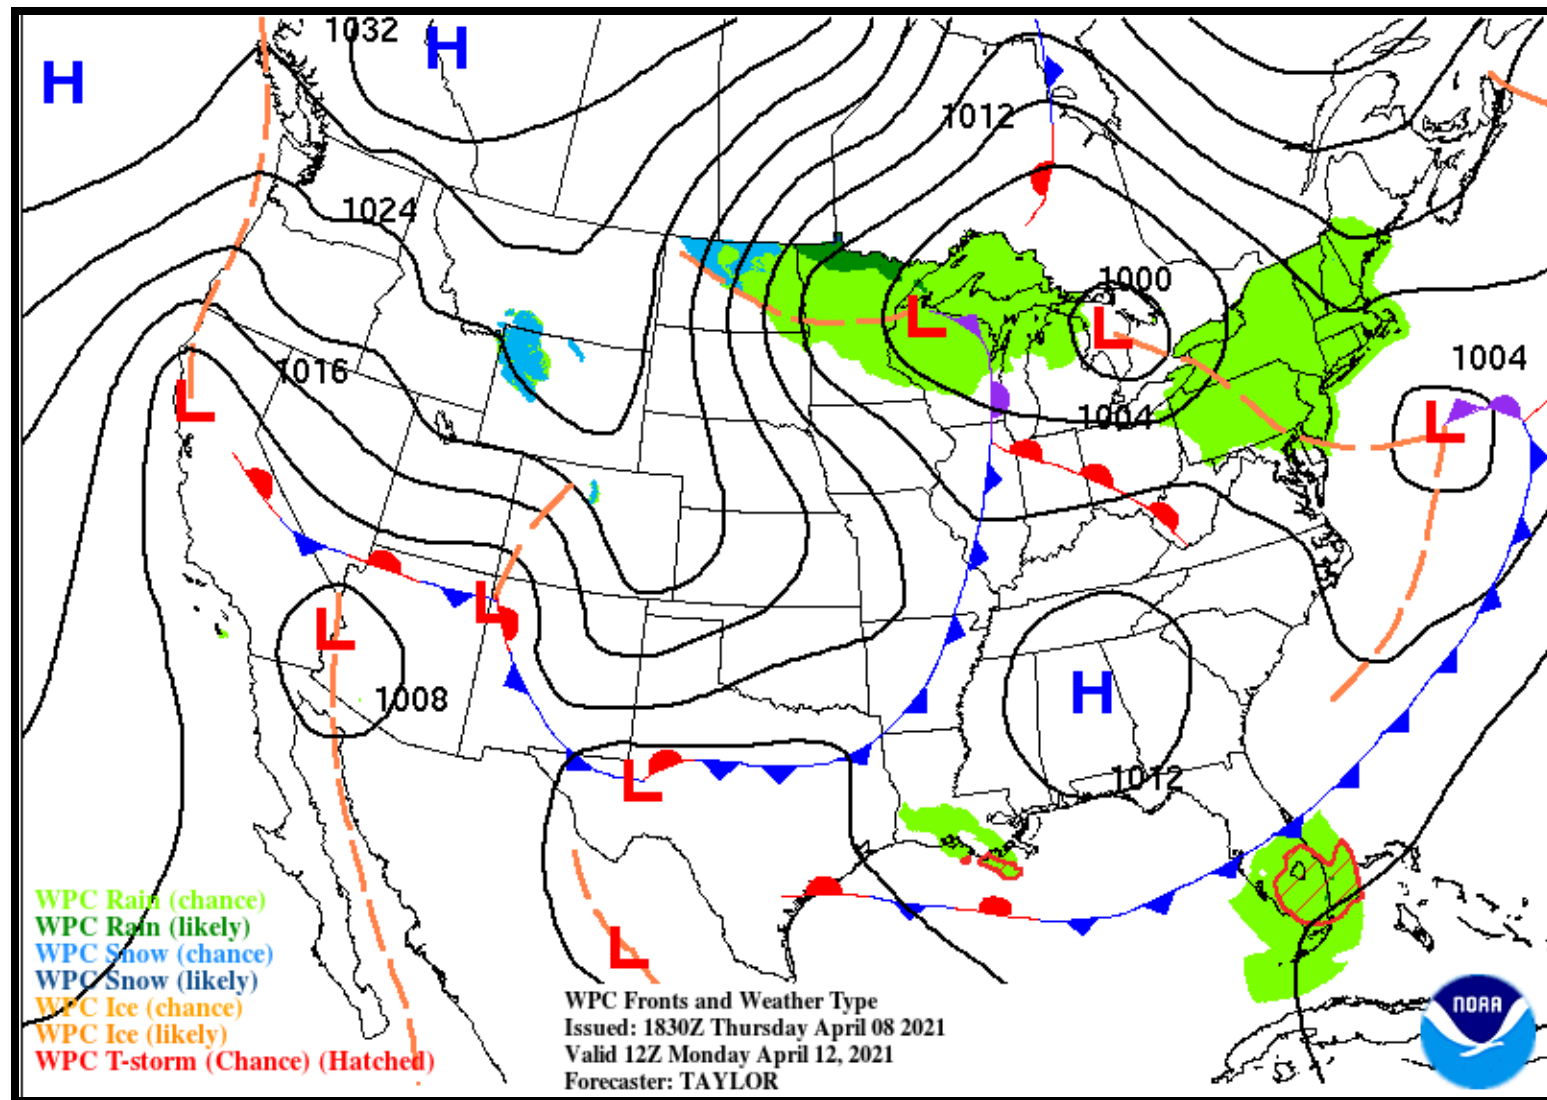 1032
H
H
1012
1024
1000
L
L
1016
1004
L
1004
L
L
L
H
1008
L
1012
L
WPC Rain (chance)
WPC Rain (likely)
WPC Snow (chance)
WPC Snow (likely)
WPC Ice (chance)
WPC Ice (likely)
WPC T-storm (Chance) (Hatched)
WPC Fronts and Weather Type
Issued: 1830Z Thursday April 08 2021
Valid 12Z Monday April 12, 2021
Forecaster: TAYLOR
NOAA